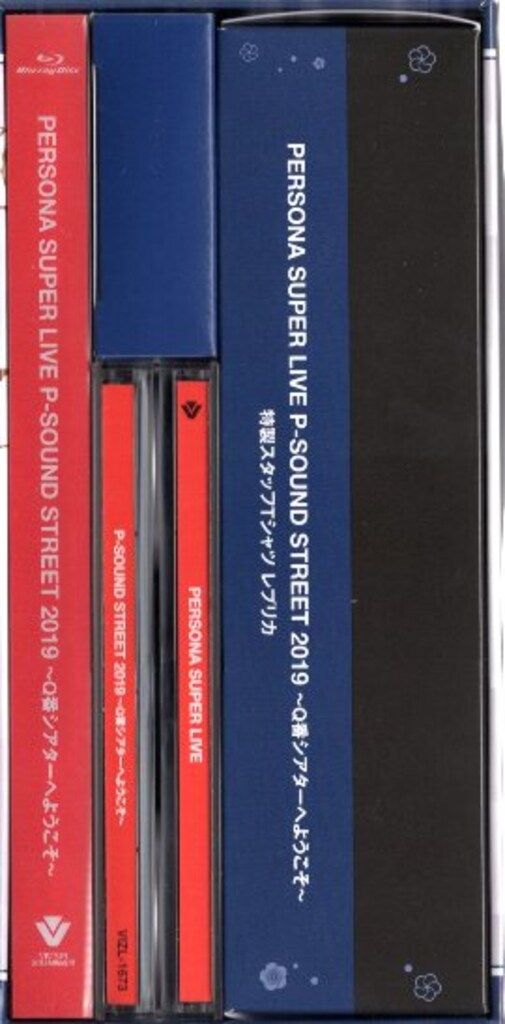 Blu-ray Disc
PERSONA SUPER LIVE P-SOUND STREET 2019 ~Q番シアターへようこそ~
P-SOUND STREET 2019 ~Q番シアターへようこそ~
VIZL-1673
PERSONA SUPER LIVE
PERSONA SUPER LIVE P-SOUND STREET 2019 ~Q番シアターへようこそ~
特製スタッフTシャツ レプリカ